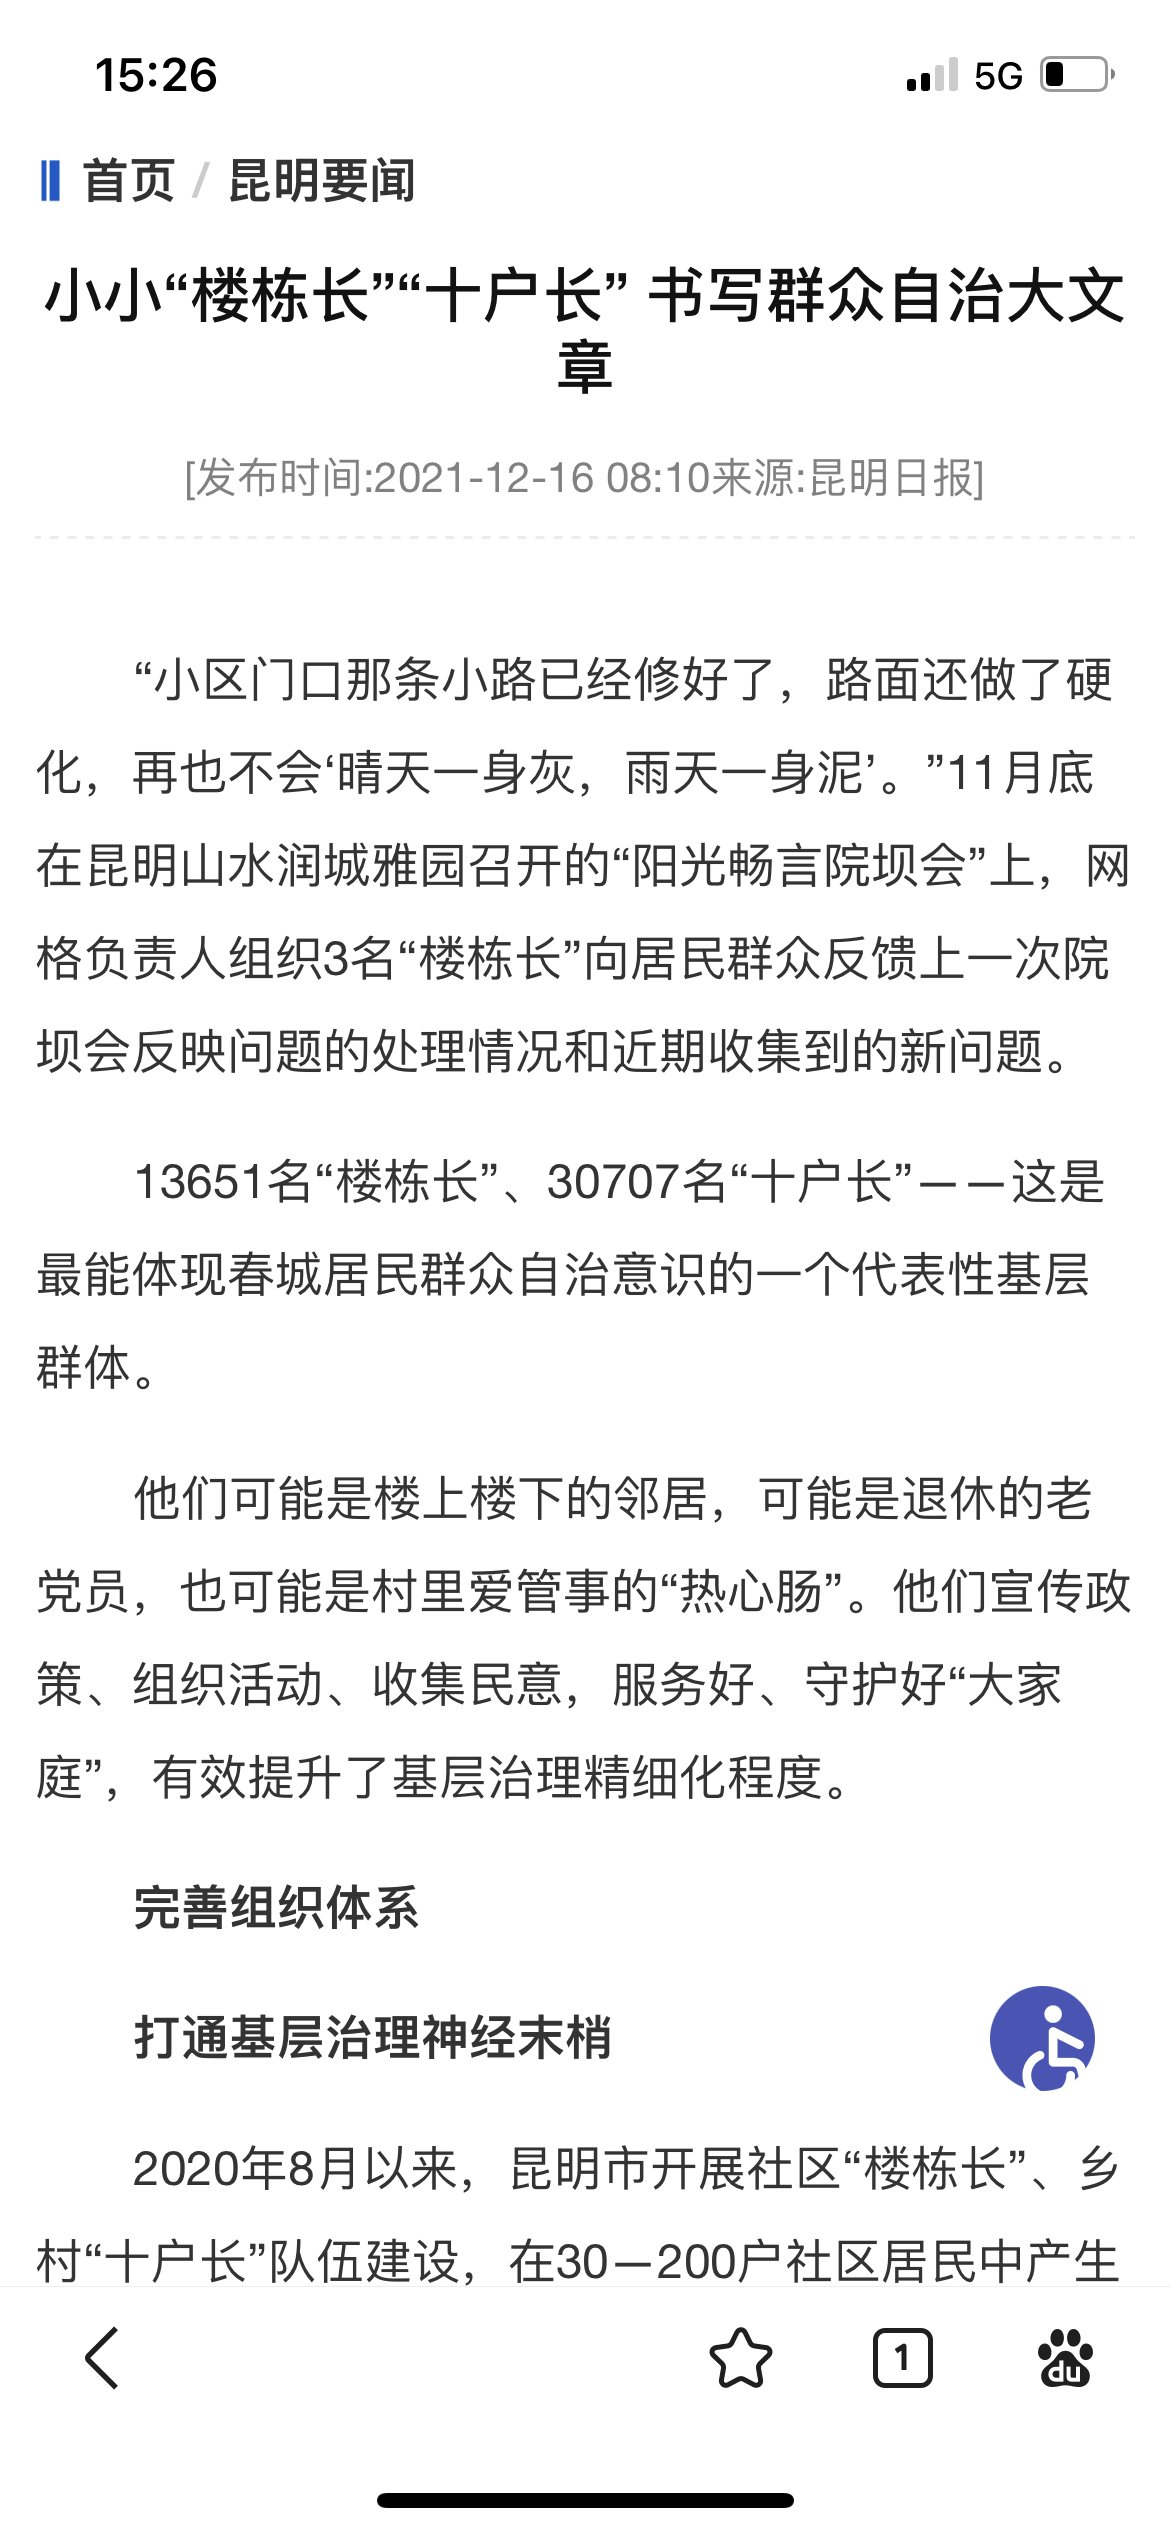 15:26
5G
首页 / 昆明要闻
小小“楼栋长”“十户长” 书写群众自治大文
章
[发布时间:2021-12-16 08:10来源:昆明日报]
“小区门口那条小路已经修好了，路面还做了硬
化，再也不会‘晴天一身灰，雨天一身泥’。”11月底
在昆明山水润城雅园召开的“阳光畅言院坝会”上，网
格负责人组织3名“楼栋长”向居民群众反馈上一次院
坝会反映问题的处理情况和近期收集到的新问题。
13651名“楼栋长”、30707名“十户长”——这是
最能体现春城居民群众自治意识的一个代表性基层
群体。
他们可能是楼上楼下的邻居，可能是退休的老
党员，也可能是村里爱管事的“热心肠”。他们宣传政
策、组织活动、收集民意，服务好、守护好“大家
庭”，有效提升了基层治理精细化程度。
完善组织体系
打通基层治理神经末梢
2020年8月以来，昆明市开展社区“楼栋长”、乡
村“十户长”队伍建设，在30—200户社区居民中产生
1
du